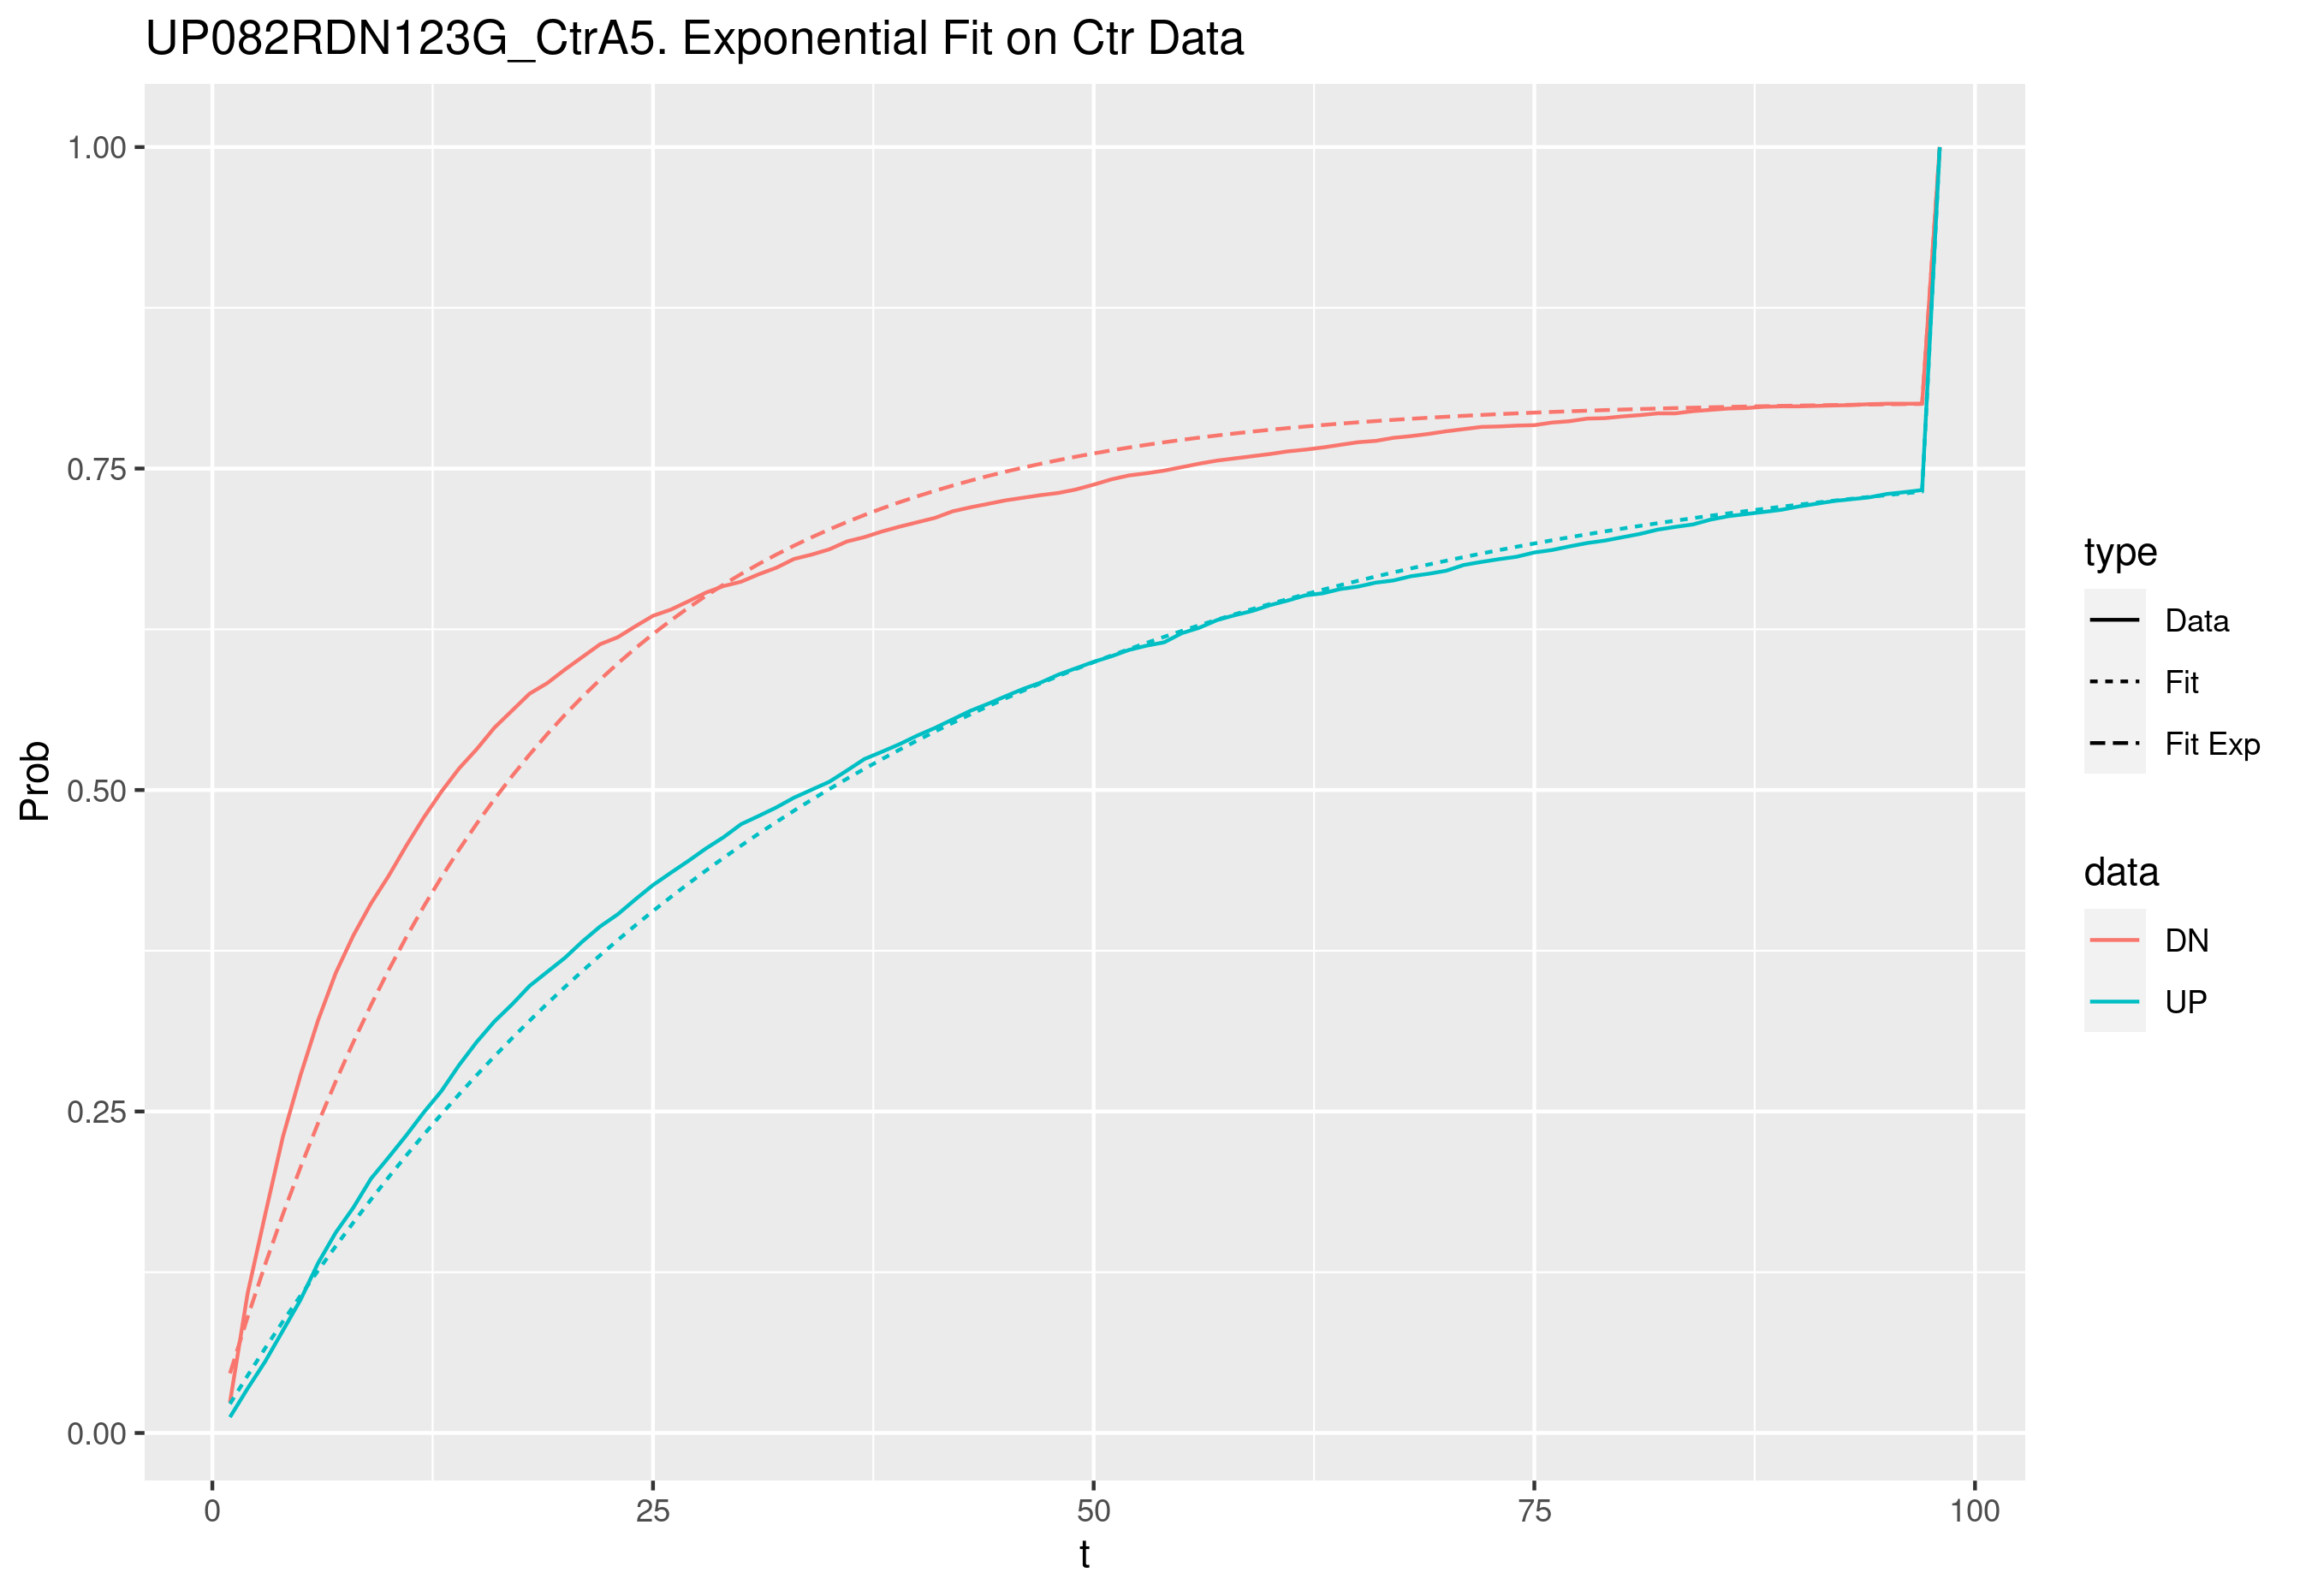 UP082RDN123G_CtrA5. Exponential Fit on Ctr Data
Prob
1.00
0.75
0.50
0.25
0.00
0
25
50
75
100
t
type
Data
Fit
Fit Exp
data
DN
UP